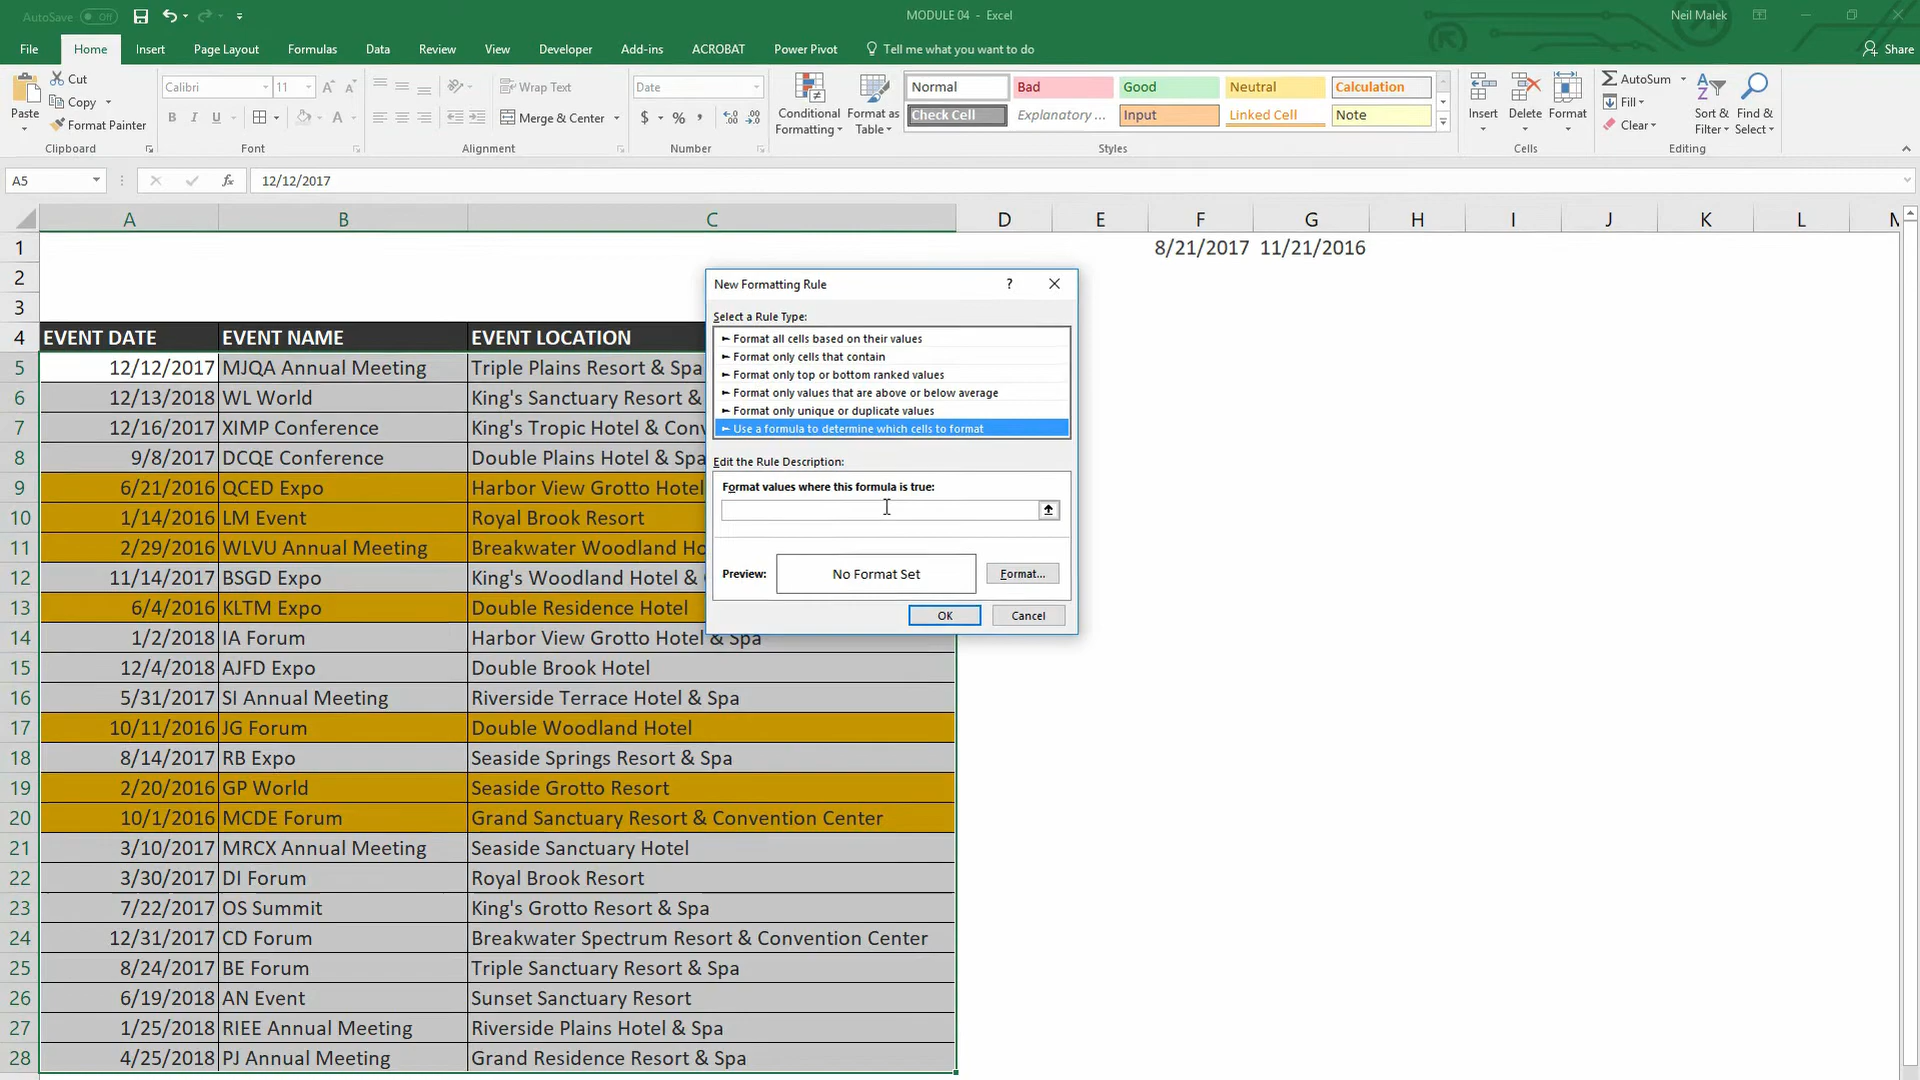 AutoSave Off
MODULE 04 - Excel
Neil Malek
File Home Insert Page Layout Formulas Data Review View Developer Add-ins ACROBAT Power Pivot Tell me what you want to do Share
Paste
Cut
Copy
Format Painter
Clipboard
Calibri 11
B I U
Font
Wrap Text
Merge & Center
Alignment
Date
$ % ,
Number
Conditional Formatting
Format as Table
Normal Bad Good Neutral Calculation
Check Cell Explanatory ... Input Linked Cell Note
Styles
Insert Delete Format
Cells
AutoSum
Fill
Clear
Sort & Filter
Find & Select
Editing
A5 fx 12/12/2017
A B C D E F G H I J K L M
1 8/21/2017 11/21/2016
2
3
4 EVENT DATE EVENT NAME EVENT LOCATION
5 12/12/2017 MJQA Annual Meeting Triple Plains Resort & Spa
6 12/13/2018 WL World King's Sanctuary Resort &
7 12/16/2017 XIMP Conference King's Tropic Hotel & Conv
8 9/8/2017 DCQE Conference Double Plains Hotel & Spa
9 6/21/2016 QCED Expo Harbor View Grotto Hotel
10 1/14/2016 LM Event Royal Brook Resort
11 2/29/2016 WLVU Annual Meeting Breakwater Woodland Ho
12 11/14/2017 BSGD Expo King's Woodland Hotel &
13 6/4/2016 KLTM Expo Double Residence Hotel
14 1/2/2018 IA Forum Harbor View Grotto Hotel & Spa
15 12/4/2018 AJFD Expo Double Brook Hotel
16 5/31/2017 SI Annual Meeting Riverside Terrace Hotel & Spa
17 10/11/2016 JG Forum Double Woodland Hotel
18 8/14/2017 RB Expo Seaside Springs Resort & Spa
19 2/20/2016 GP World Seaside Grotto Resort
20 10/1/2016 MCDE Forum Grand Sanctuary Resort & Convention Center
21 3/10/2017 MRCX Annual Meeting Seaside Sanctuary Hotel
22 3/30/2017 DI Forum Royal Brook Resort
23 7/22/2017 OS Summit King's Grotto Resort & Spa
24 12/31/2017 CD Forum Breakwater Spectrum Resort & Convention Center
25 8/24/2017 BE Forum Triple Sanctuary Resort & Spa
26 6/19/2018 AN Event Sunset Sanctuary Resort
27 1/25/2018 RIEE Annual Meeting Riverside Plains Hotel & Spa
28 4/25/2018 PJ Annual Meeting Grand Residence Resort & Spa
New Formatting Rule ?
Select a Rule Type:
► Format all cells based on their values
► Format only cells that contain
► Format only top or bottom ranked values
► Format only values that are above or below average
► Format only unique or duplicate values
► Use a formula to determine which cells to format
Edit the Rule Description:
Format values where this formula is true:
Preview: No Format Set Format...
OK Cancel